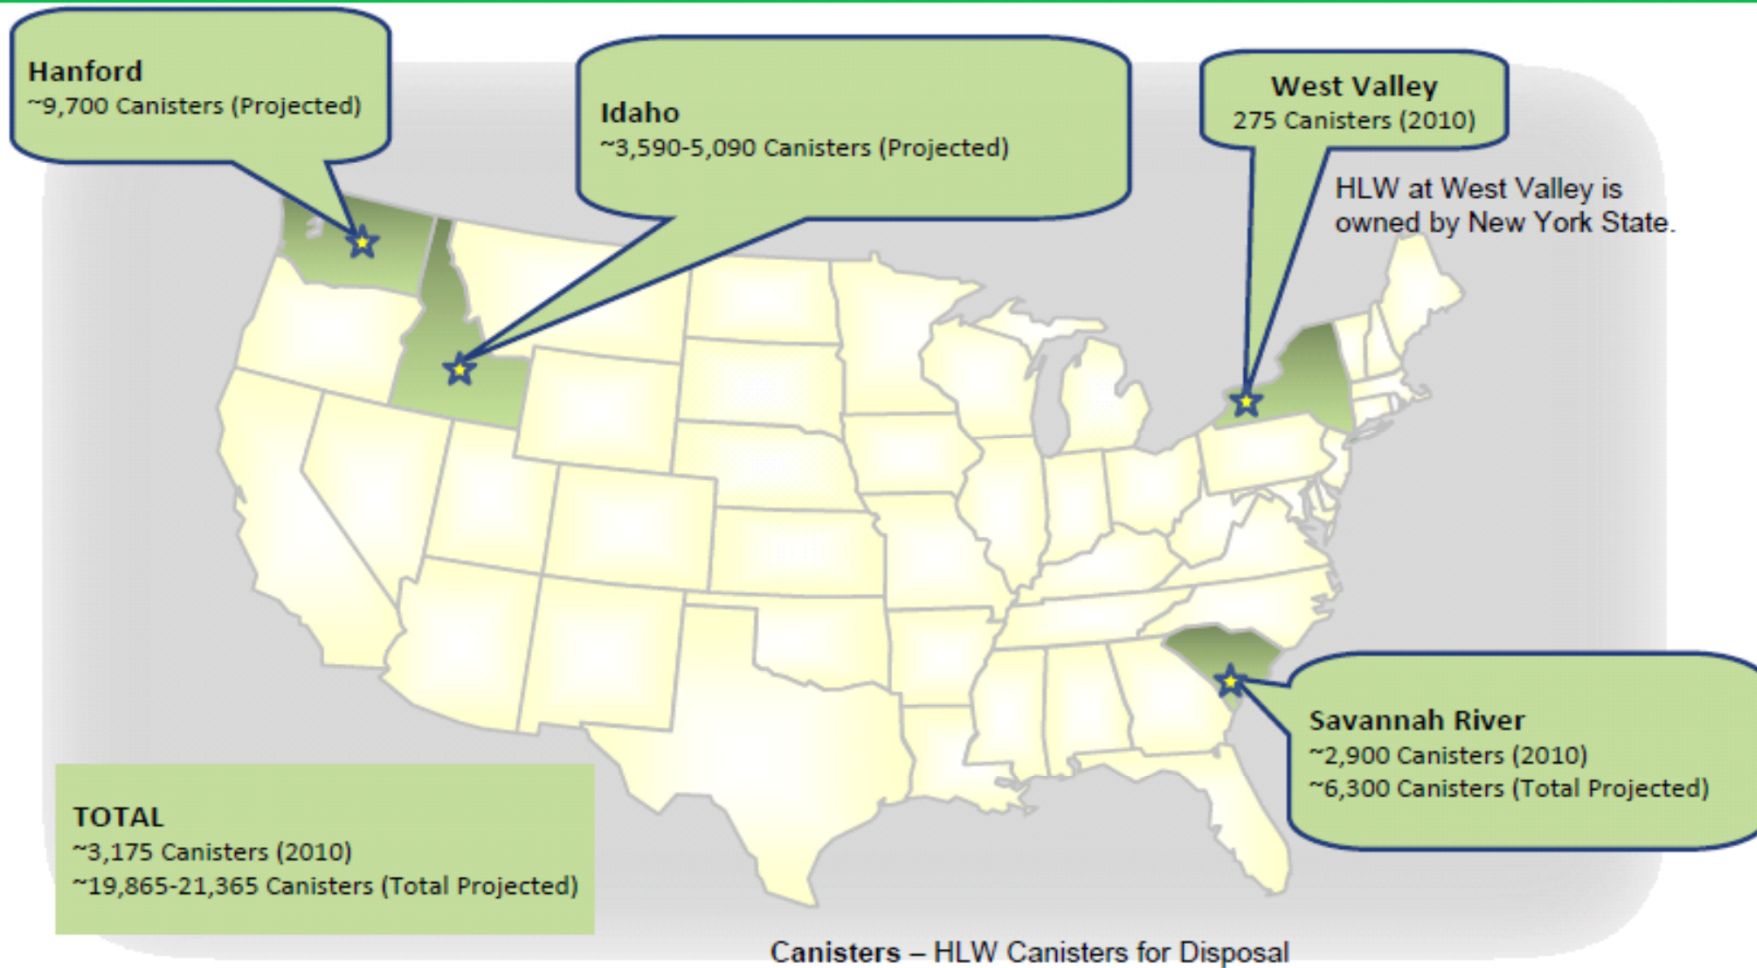 Hanford
~9,700 Canisters (Projected)
Idaho
~3,590-5,090 Canisters (Projected)
West Valley
275 Canisters (2010)
HLW at West Valley is
owned by New York State.
Savannah River
~2,900 Canisters (2010)
~6,300 Canisters (Total Projected)
TOTAL
~3,175 Canisters (2010)
~19,865-21,365 Canisters (Total Projected)
Canisters – HLW Canisters for Disposal